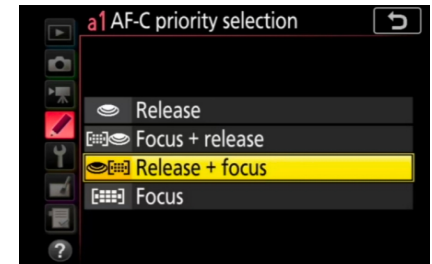 a1 AF-C priority selection
Release
Focus + release
Release + focus
Focus
?